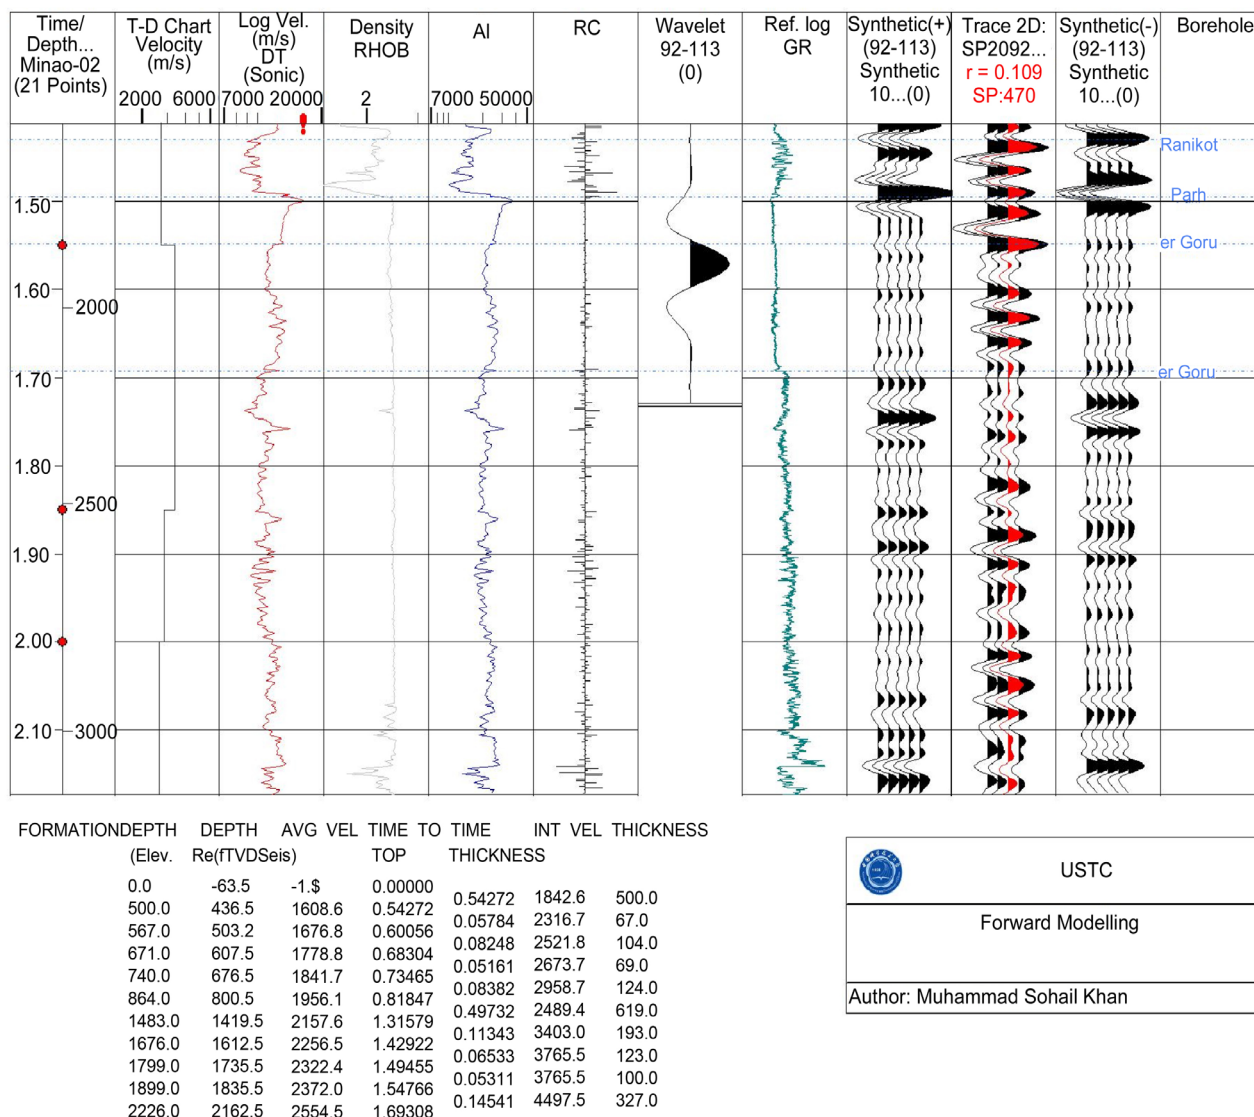 Time/
Depth...
Minao-02
(21 Points)
T-D Chart
Velocity
(m/s)
2000 6000
Log Vel.
(m/s)
DT
(Sonic)
7000 20000
Density
RHOB
2
AI
7000 50000
RC
Wavelet
92-113
(0)
Ref. log
GR
Synthetic(+)
(92-113)
Synthetic
10...(0)
Trace 2D:
SP2092...
r = 0.109
SP:470
Synthetic(-)
(92-113)
Synthetic
10...(0)
Borehole
Ranikot
Parh
1.50
er Goru
1.60
2000
er Goru
1.70
1.80
2500
1.90
2.00
2.10
3000
FORMATIONDEPTH DEPTH AVG VEL TIME TO TIME INT VEL THICKNESS
(Elev. Re(fTVDSeis) TOP THICKNESS
0.0 -63.5 -1.$ 0.00000
0.54272 1842.6 500.0
500.0 436.5 1608.6 0.54272
0.05784 2316.7 67.0
567.0 503.2 1676.8 0.60056
0.08248 2521.8 104.0
671.0 607.5 1778.8 0.68304
0.05161 2673.7 69.0
740.0 676.5 1841.7 0.73465
0.08382 2958.7 124.0
864.0 800.5 1956.1 0.81847
0.49732 2489.4 619.0
1483.0 1419.5 2157.6 1.31579
0.11343 3403.0 193.0
1676.0 1612.5 2256.5 1.42922
0.06533 3765.5 123.0
1799.0 1735.5 2322.4 1.49455
0.05311 3765.5 100.0
1899.0 1835.5 2372.0 1.54766
0.14541 4497.5 327.0
2226.0 2162.5 2554.5 1.69308
USTC
Forward Modelling
Author: Muhammad Sohail Khan